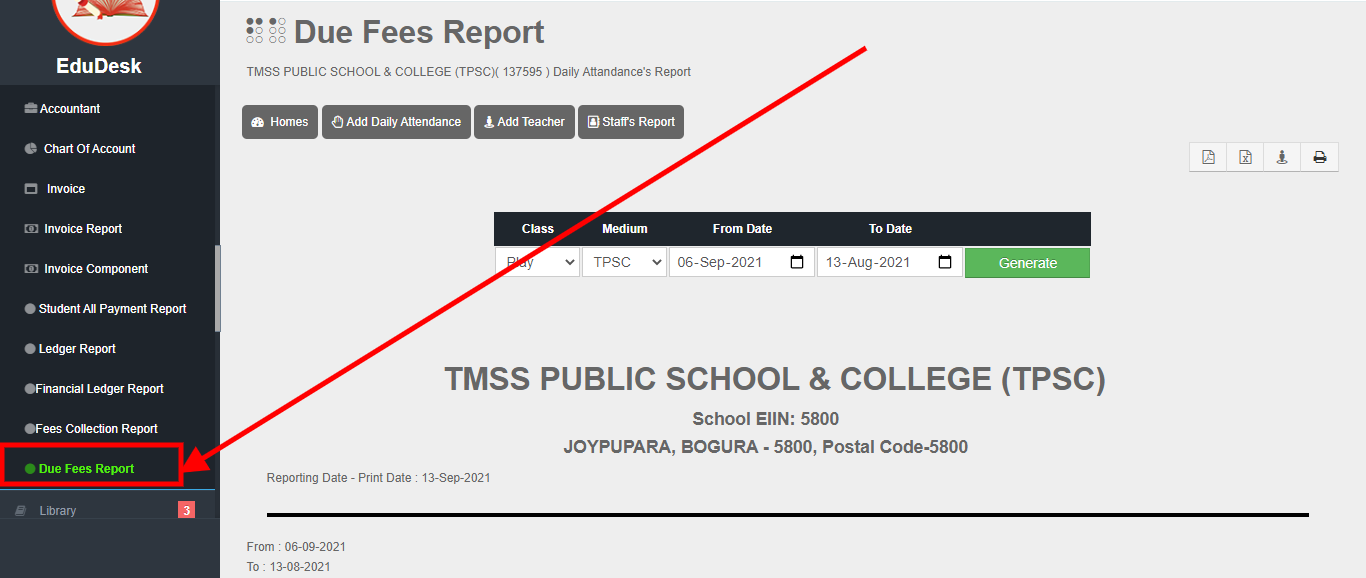 EduDesk
Accountant
Chart Of Account
Invoice
Invoice Report
Invoice Component
Student All Payment Report
Ledger Report
Financial Ledger Report
Fees Collection Report
Due Fees Report
Library 3
Due Fees Report
TMSS PUBLIC SCHOOL & COLLEGE (TPSC)( 137595 ) Daily Attandance's Report
Homes Add Daily Attendance Add Teacher Staff's Report
Class Medium From Date To Date
Play TPSC 06-Sep-2021 13-Aug-2021 Generate
TMSS PUBLIC SCHOOL & COLLEGE (TPSC)
School EIIN: 5800
JOYPUPARA, BOGURA - 5800, Postal Code-5800
Reporting Date - Print Date : 13-Sep-2021
From : 06-09-2021
To : 13-08-2021